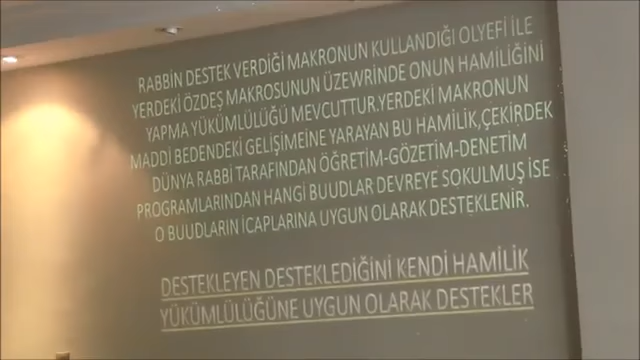 RABBİN DESTEK VERDİĞİ MAKRONUN KULLANDIĞI OLYEFİ İLE
YERDEKİ ÖZDEŞ MAKROSUNUN ÜZEWRİNDE ONUN HAMİLİĞİNİ
YAPMA YÜKÜMLÜLÜĞÜ MEVCUTTUR.YERDEKİ MAKRONUN
MADDİ BEDENDEKİ GELİŞİMEİNE YARAYAN BU HAMİLİK,ÇEKİRDEK
DÜNYA RABBİ TARAFINDAN ÖĞRETİM-GÖZETİM-DENETİM
PROGRAMLARINDAN HANGİ BUUDLAR DEVREYE SOKULMUŞ İSE
O BUUDLARIN İCAPLARINA UYGUN OLARAK DESTEKLENİR.
DESTEKLEYEN DESTEKLEDİĞİNİ KENDİ HAMİLİK
YÜKÜMLÜLÜĞÜNE UYGUN OLARAK DESTEKLER